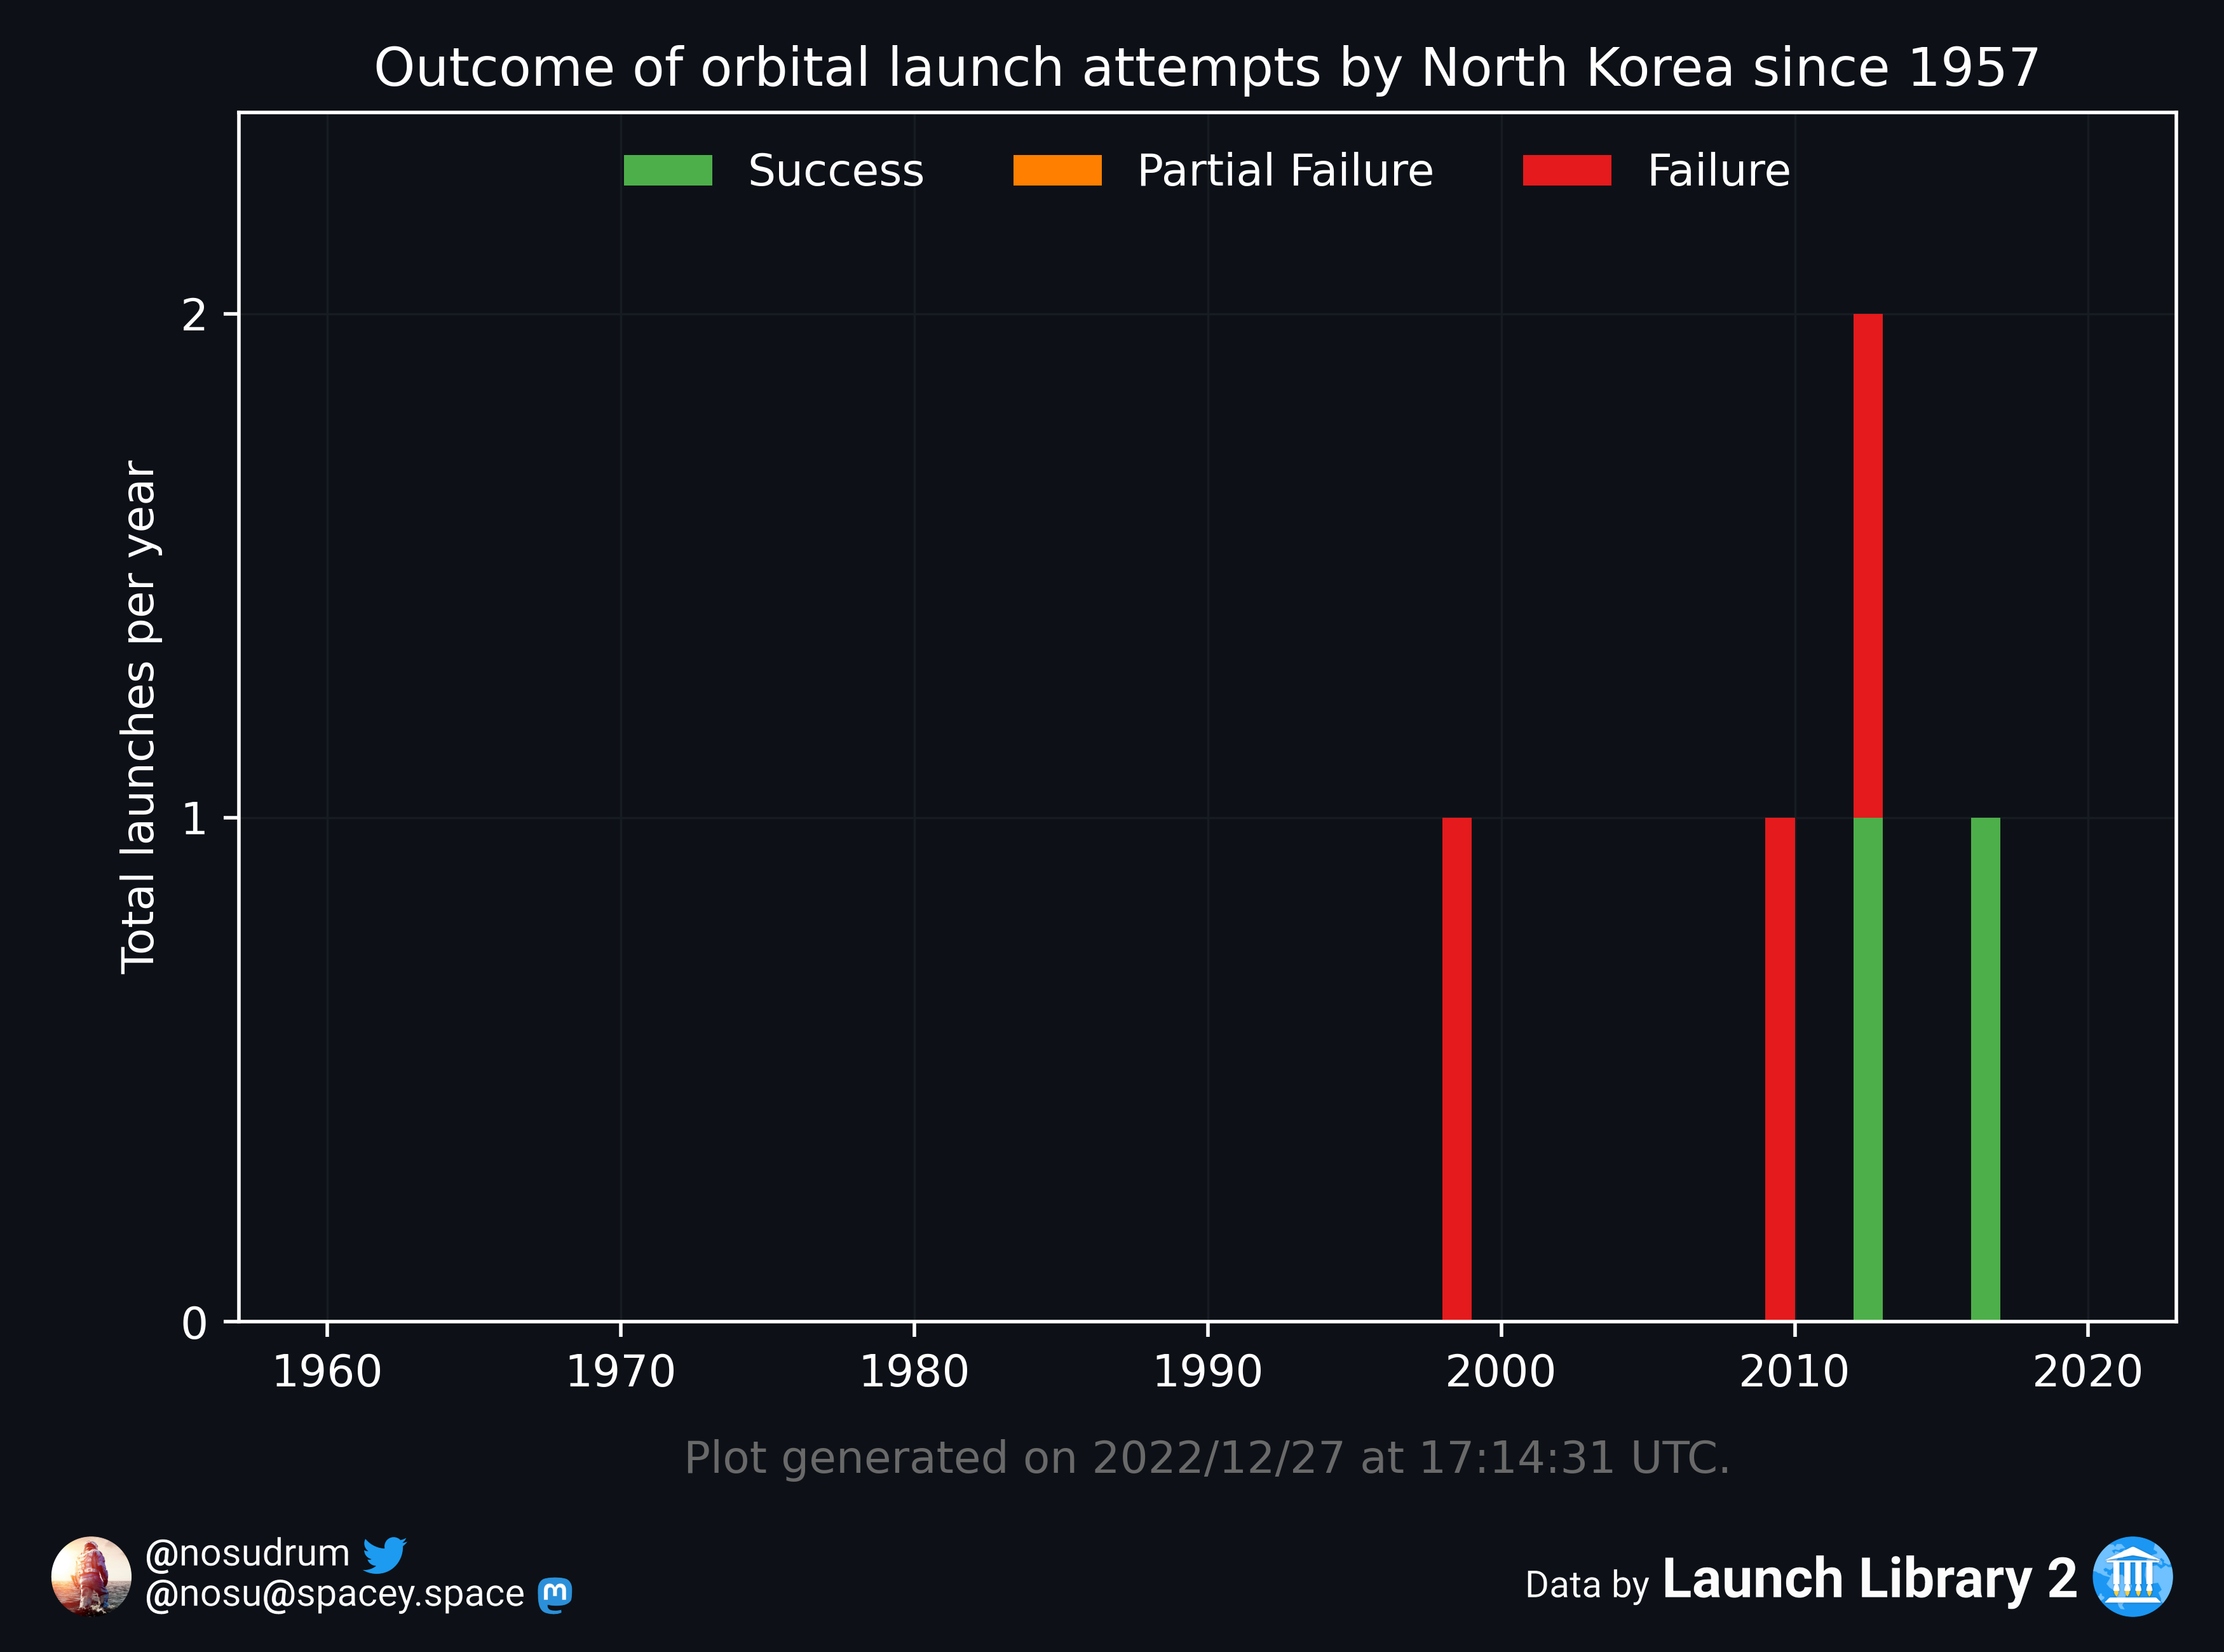 Outcome of orbital launch attempts by North Korea since 1957
Success Partial Failure Failure
Total launches per year
2
1
0
1960 1970 1980 1990 2000 2010 2020
Plot generated on 2022/12/27 at 17:14:31 UTC.
@nosudrum
@nosu@spacey.space
Data by Launch Library 2